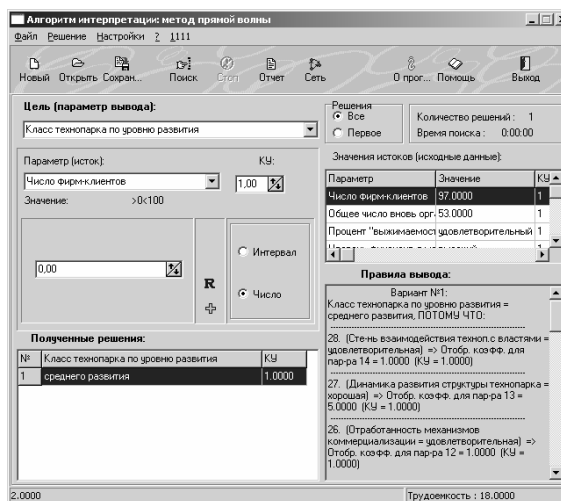 Алгоритм интерпретации: метод прямой волны
Файл Решение Настройки ? 1111
Новый Открыть Сохран... Поиск Стоп Отчет Сеть О прог... Помощь Выход
Цель (параметр вывода):
Класс технопарка по уровню развития
Решения
Все
Первое
Количество решений : 1
Время поиска : 0:00:00
Параметр (исток): КУ:
Число фирм-клиентов 1,00
Значение: >0<100
0,00
R
Интервал
Число
Значения истоков (исходные данные):
Параметр Значение КУ
Число фирм-клиентов 97.0000 1
Общее число вновь орг. 53.0000 1
Процент "выживаемост удовлетворительный 1
Правила вывода:
Вариант №1:
Класс технопарка по уровню развития =
среднего развития, ПОТОМУ ЧТО:
28. (Сте-нь взаимодействия техноп.с властями =
удовлетворительная) => Отобр. коэфф. для
пар-ра 14 = 1.0000 (КУ = 1.0000)
27. (Динамика развития структуры технопарка =
хорошая) => Отобр. коэфф. для пар-ра 13 =
5.0000 (КУ = 1.0000)
26. (Отработанность механизмов
коммерциализации = удовлетворительная) =>
Отобр. коэфф. для пар-ра 12 = 1.0000 (КУ =
1.0000)
Полученные решения:
№ Класс технопарка по уровню развития КУ
1 среднего развития 1.0000
2.0000
Трудоемкость : 18.0000